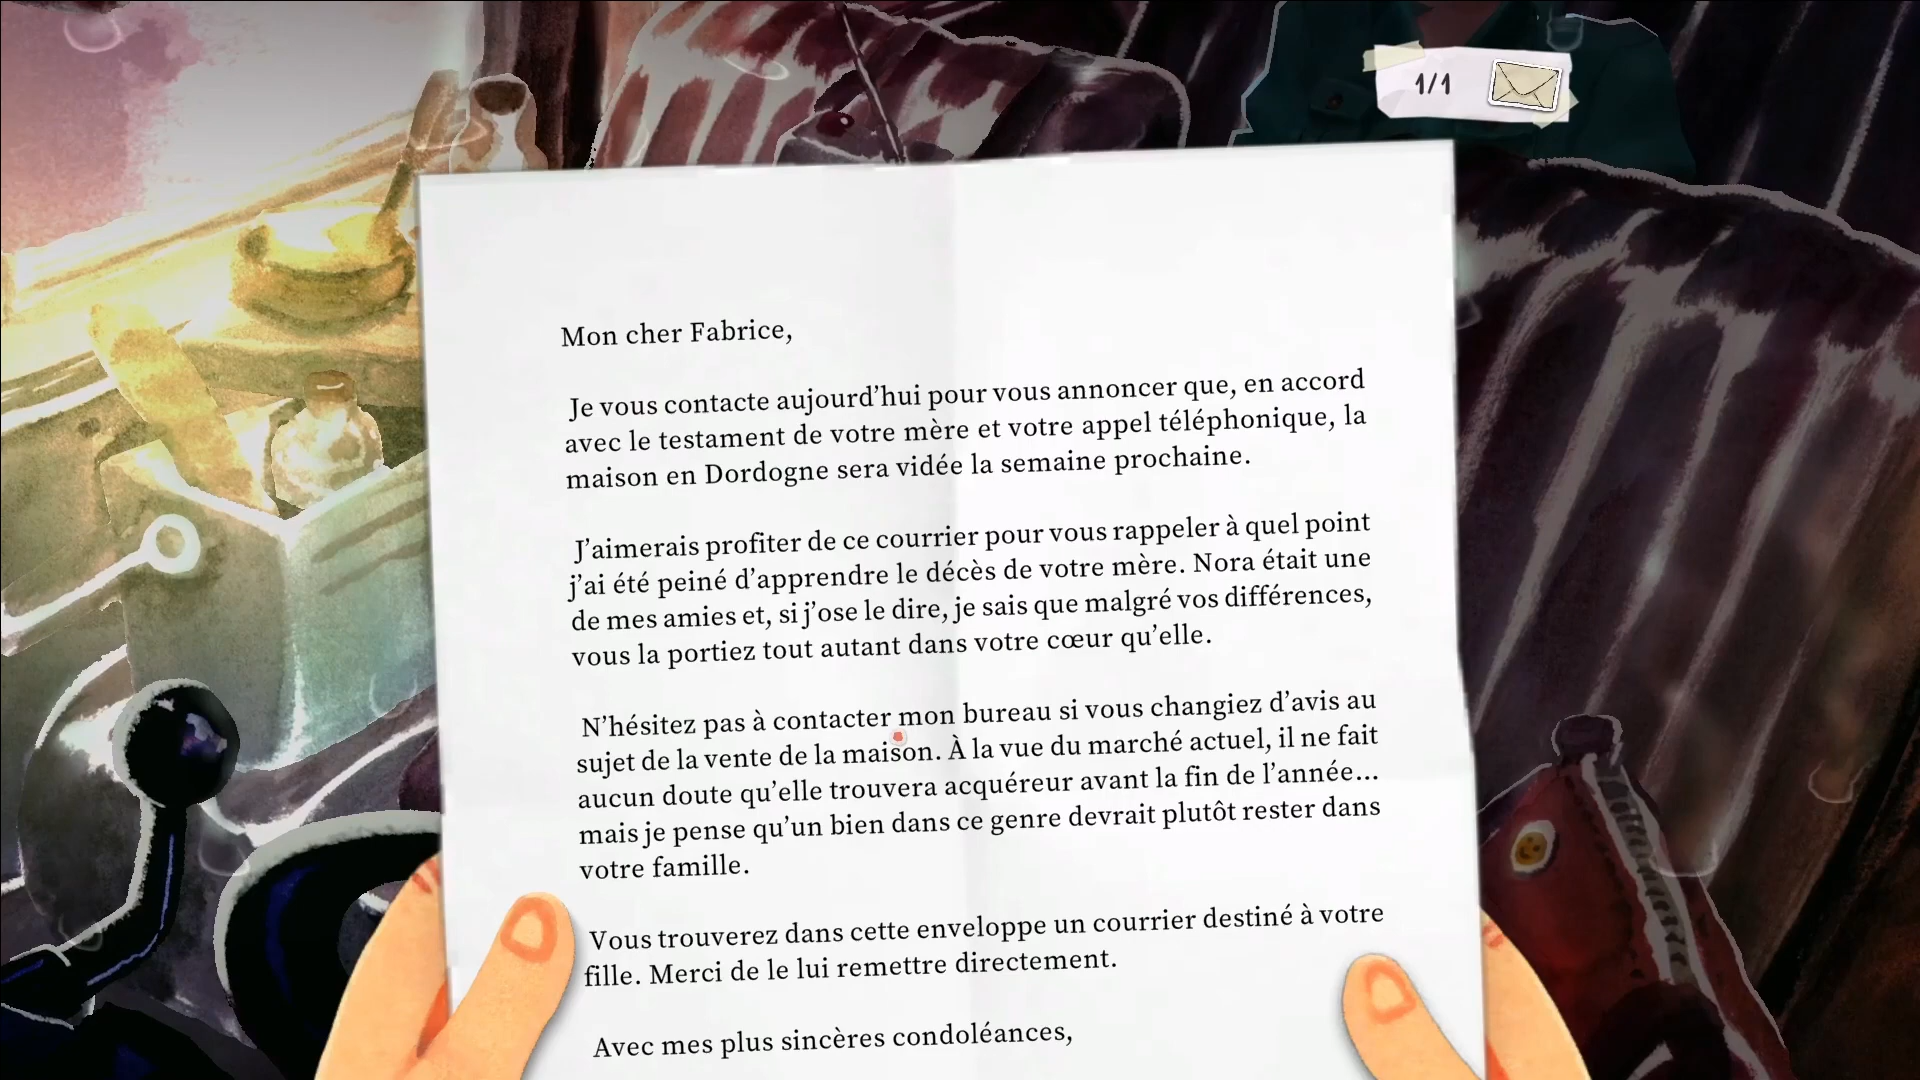 1/1
Mon cher Fabrice,
Je vous contacte aujourd’hui pour vous annoncer que, en accord
avec le testament de votre mère et votre appel téléphonique, la
maison en Dordogne sera vidée la semaine prochaine.
J’aimerais profiter de ce courrier pour vous rappeler à quel point
j’ai été peiné d’apprendre le décès de votre mère. Nora était une
de mes amies et, si j’ose le dire, je sais que malgré vos différences,
vous la portiez tout autant dans votre cœur qu’elle.
N’hésitez pas à contacter mon bureau si vous changiez d’avis au
sujet de la vente de la maison. À la vue du marché actuel, il ne fait
aucun doute qu’elle trouvera acquéreur avant la fin de l’année...
mais je pense qu’un bien dans ce genre devrait plutôt rester dans
votre famille.
Vous trouverez dans cette enveloppe un courrier destiné à votre
fille. Merci de le lui remettre directement.
Avec mes plus sincères condoléances,